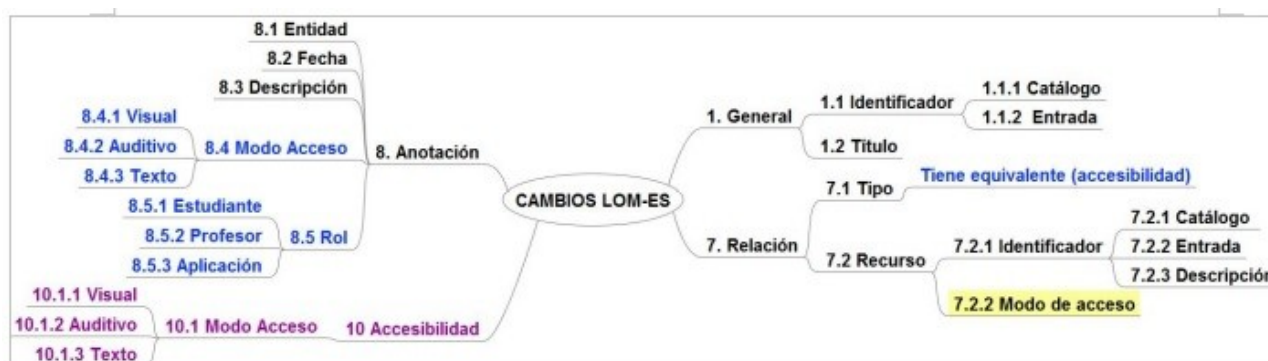 CAMBIOS LOM-ES
1. General
1.1 Identificador
1.1.1 Catálogo
1.1.2 Entrada
1.2 Título
7. Relación
7.1 Tipo
Tiene equivalente (accesibilidad)
7.2 Recurso
7.2.1 Identificador
7.2.1 Catálogo
7.2.2 Entrada
7.2.3 Descripción
7.2.2 Modo de acceso
8. Anotación
8.1 Entidad
8.2 Fecha
8.3 Descripción
8.4 Modo Acceso
8.4.1 Visual
8.4.2 Auditivo
8.4.3 Texto
8.5 Rol
8.5.1 Estudiante
8.5.2 Profesor
8.5.3 Aplicación
10 Accesibilidad
10.1 Modo Acceso
10.1.1 Visual
10.1.2 Auditivo
10.1.3 Texto